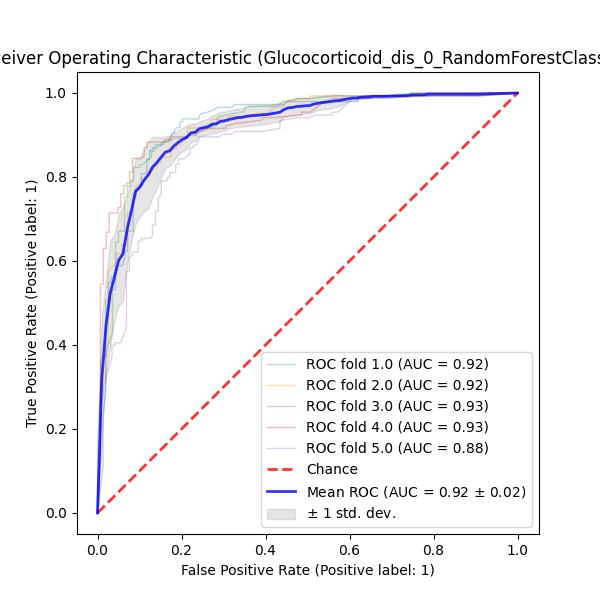 eiver Operating Characteristic (Glucocorticoid_dis_0_RandomForestClass
1.0
0.8
0.6
0.4
0.2
0.0
True Positive Rate (Positive label: 1)
ROC fold 1.0 (AUC = 0.92)
ROC fold 2.0 (AUC = 0.92)
ROC fold 3.0 (AUC = 0.93)
ROC fold 4.0 (AUC = 0.93)
ROC fold 5.0 (AUC = 0.88)
Chance
Mean ROC (AUC = 0.92 ± 0.02)
± 1 std. dev.
0.0 0.2 0.4 0.6 0.8 1.0
False Positive Rate (Positive label: 1)